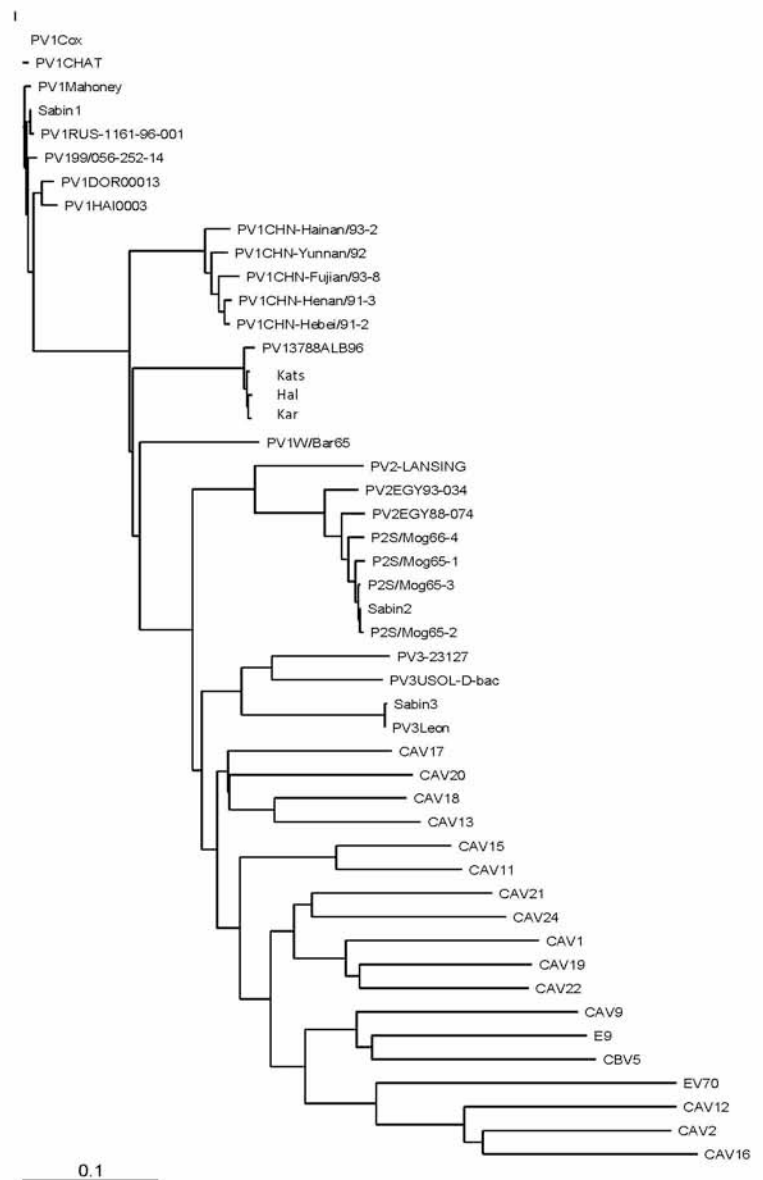 PV1Cox
PV1CHAT
PV1Mahoney
Sabin1
PV1RUS-1161-96-001
PV199/056-252-14
PV1DOR00013
PV1HAI0003
PV1CHN-Hainan/93-2
PV1CHN-Yunnan/92
PV1CHN-Fujian/93-8
PV1CHN-Henan/91-3
PV1CHN-Hebei/91-2
PV13788ALB96
Kats
Hal
Kar
PV1W/Bar65
PV2-LANSING
PV2EGY93-034
PV2EGY88-074
P2S/Mog66-4
P2S/Mog65-1
P2S/Mog65-3
Sabin2
P2S/Mog65-2
PV3-23127
PV3USOL-D-bac
Sabin3
PV3Leon
CAV17
CAV20
CAV18
CAV13
CAV15
CAV11
CAV21
CAV24
CAV1
CAV19
CAV22
CAV9
E9
CBV5
EV70
CAV12
CAV2
CAV16
0.1